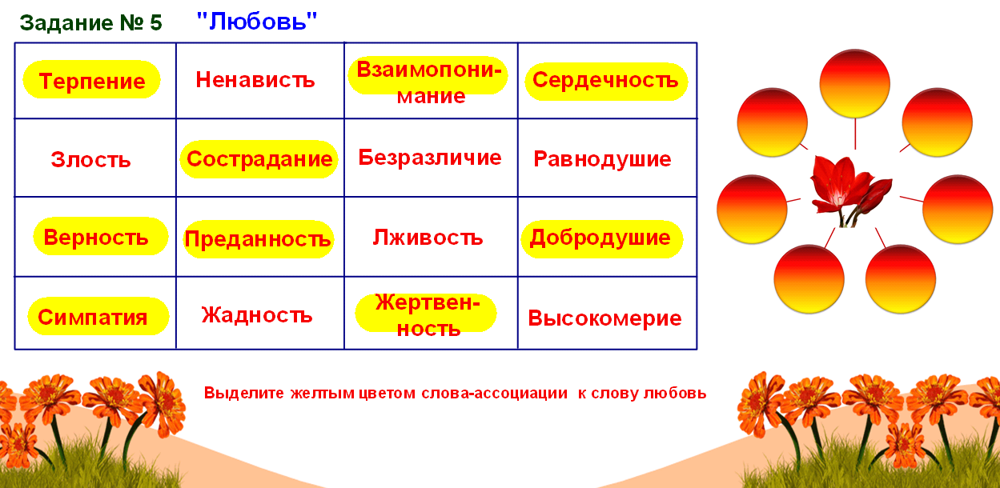 Задание № 5 "Любовь"
Терпение Ненависть Взаимопони-
мание Сердечность
Злость Сострадание Безразличие Равнодушие
Верность Преданность Лживость Добродушие
Симпатия Жадность Жертвен-
ность Высокомерие
Выделите желтым цветом слова-ассоциации к слову любовь